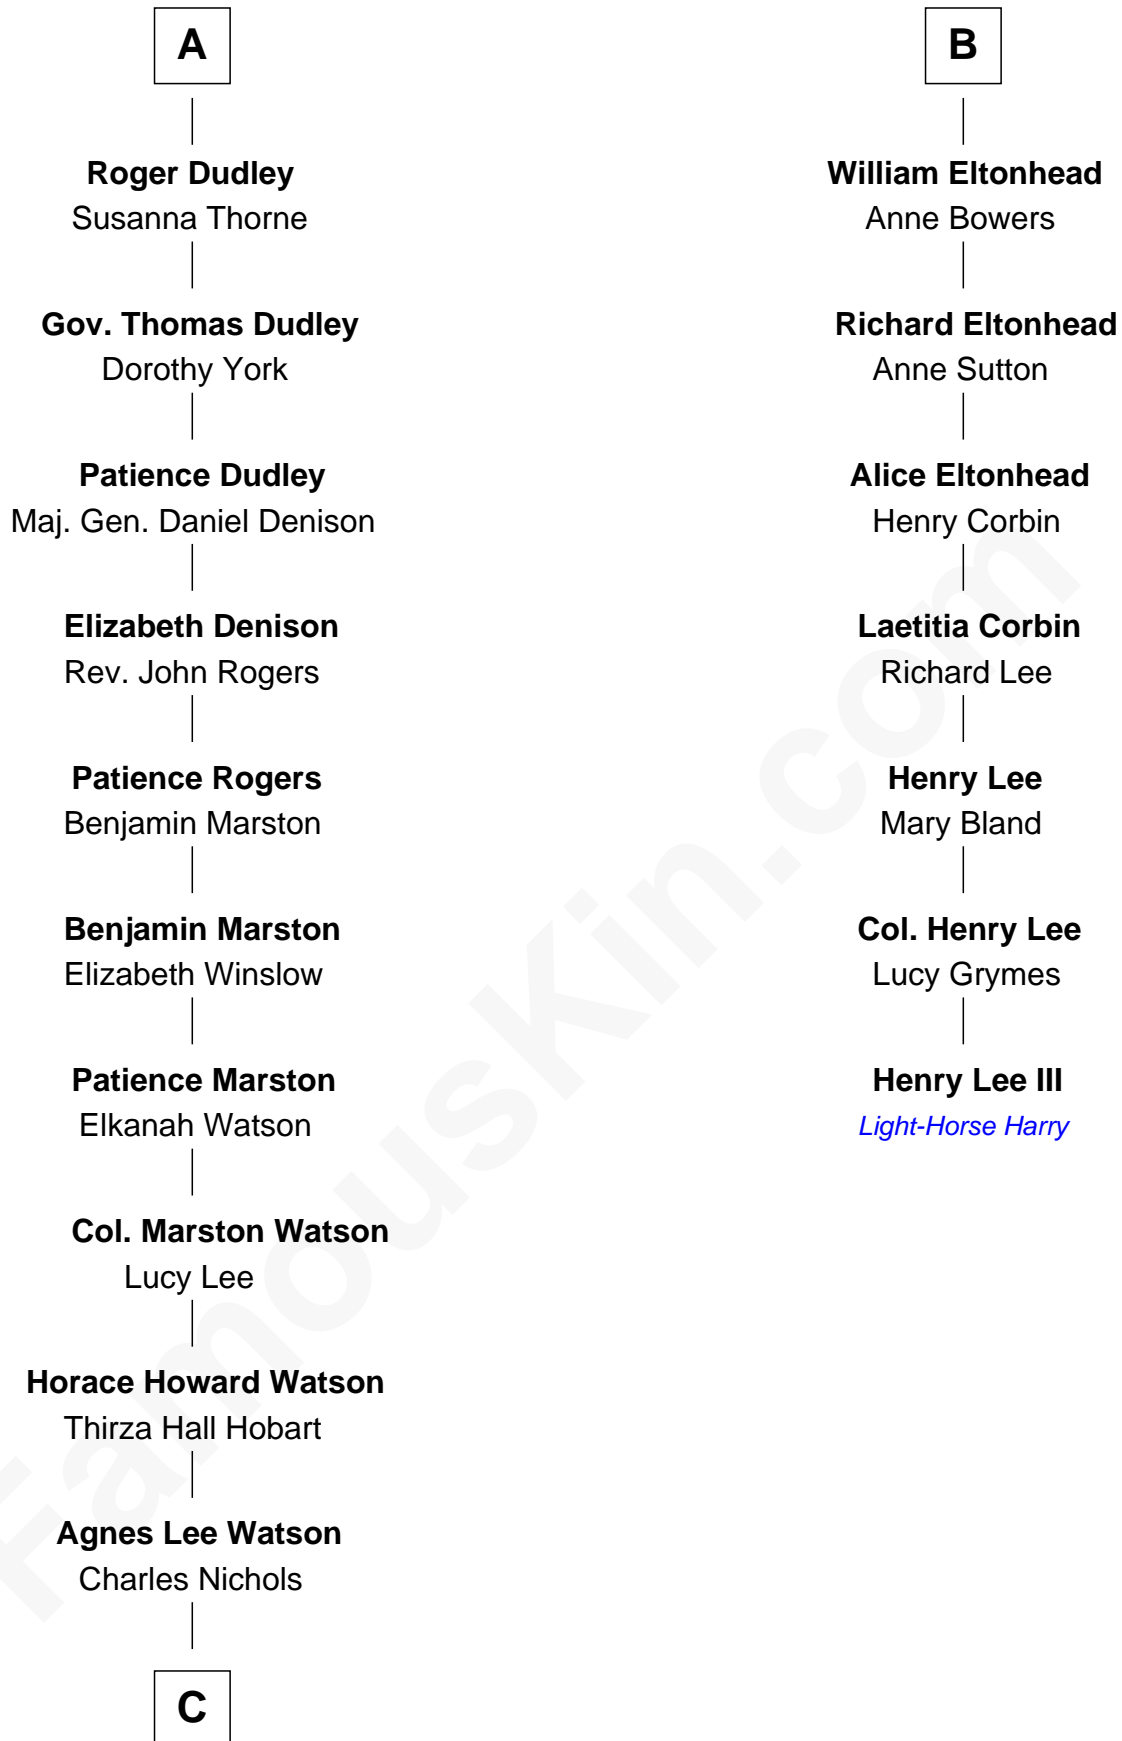 A
Roger Dudley
Susanna Thorne
Gov. Thomas Dudley
Dorothy York
Patience Dudley
Maj. Gen. Daniel Denison
Elizabeth Denison
Rev. John Rogers
Patience Rogers
Benjamin Marston
Benjamin Marston
Elizabeth Winslow
Patience Marston
Elkanah Watson
Col. Marston Watson
Lucy Lee
Horace Howard Watson
Thirza Hall Hobart
Agnes Lee Watson
Charles Nichols
C
B
William Eltonhead
Anne Bowers
Richard Eltonhead
Anne Sutton
Alice Eltonhead
Henry Corbin
Laetitia Corbin
Richard Lee
Henry Lee
Mary Bland
Col. Henry Lee
Lucy Grymes
Henry Lee III
Light-Horse Harry
FamousKin.com